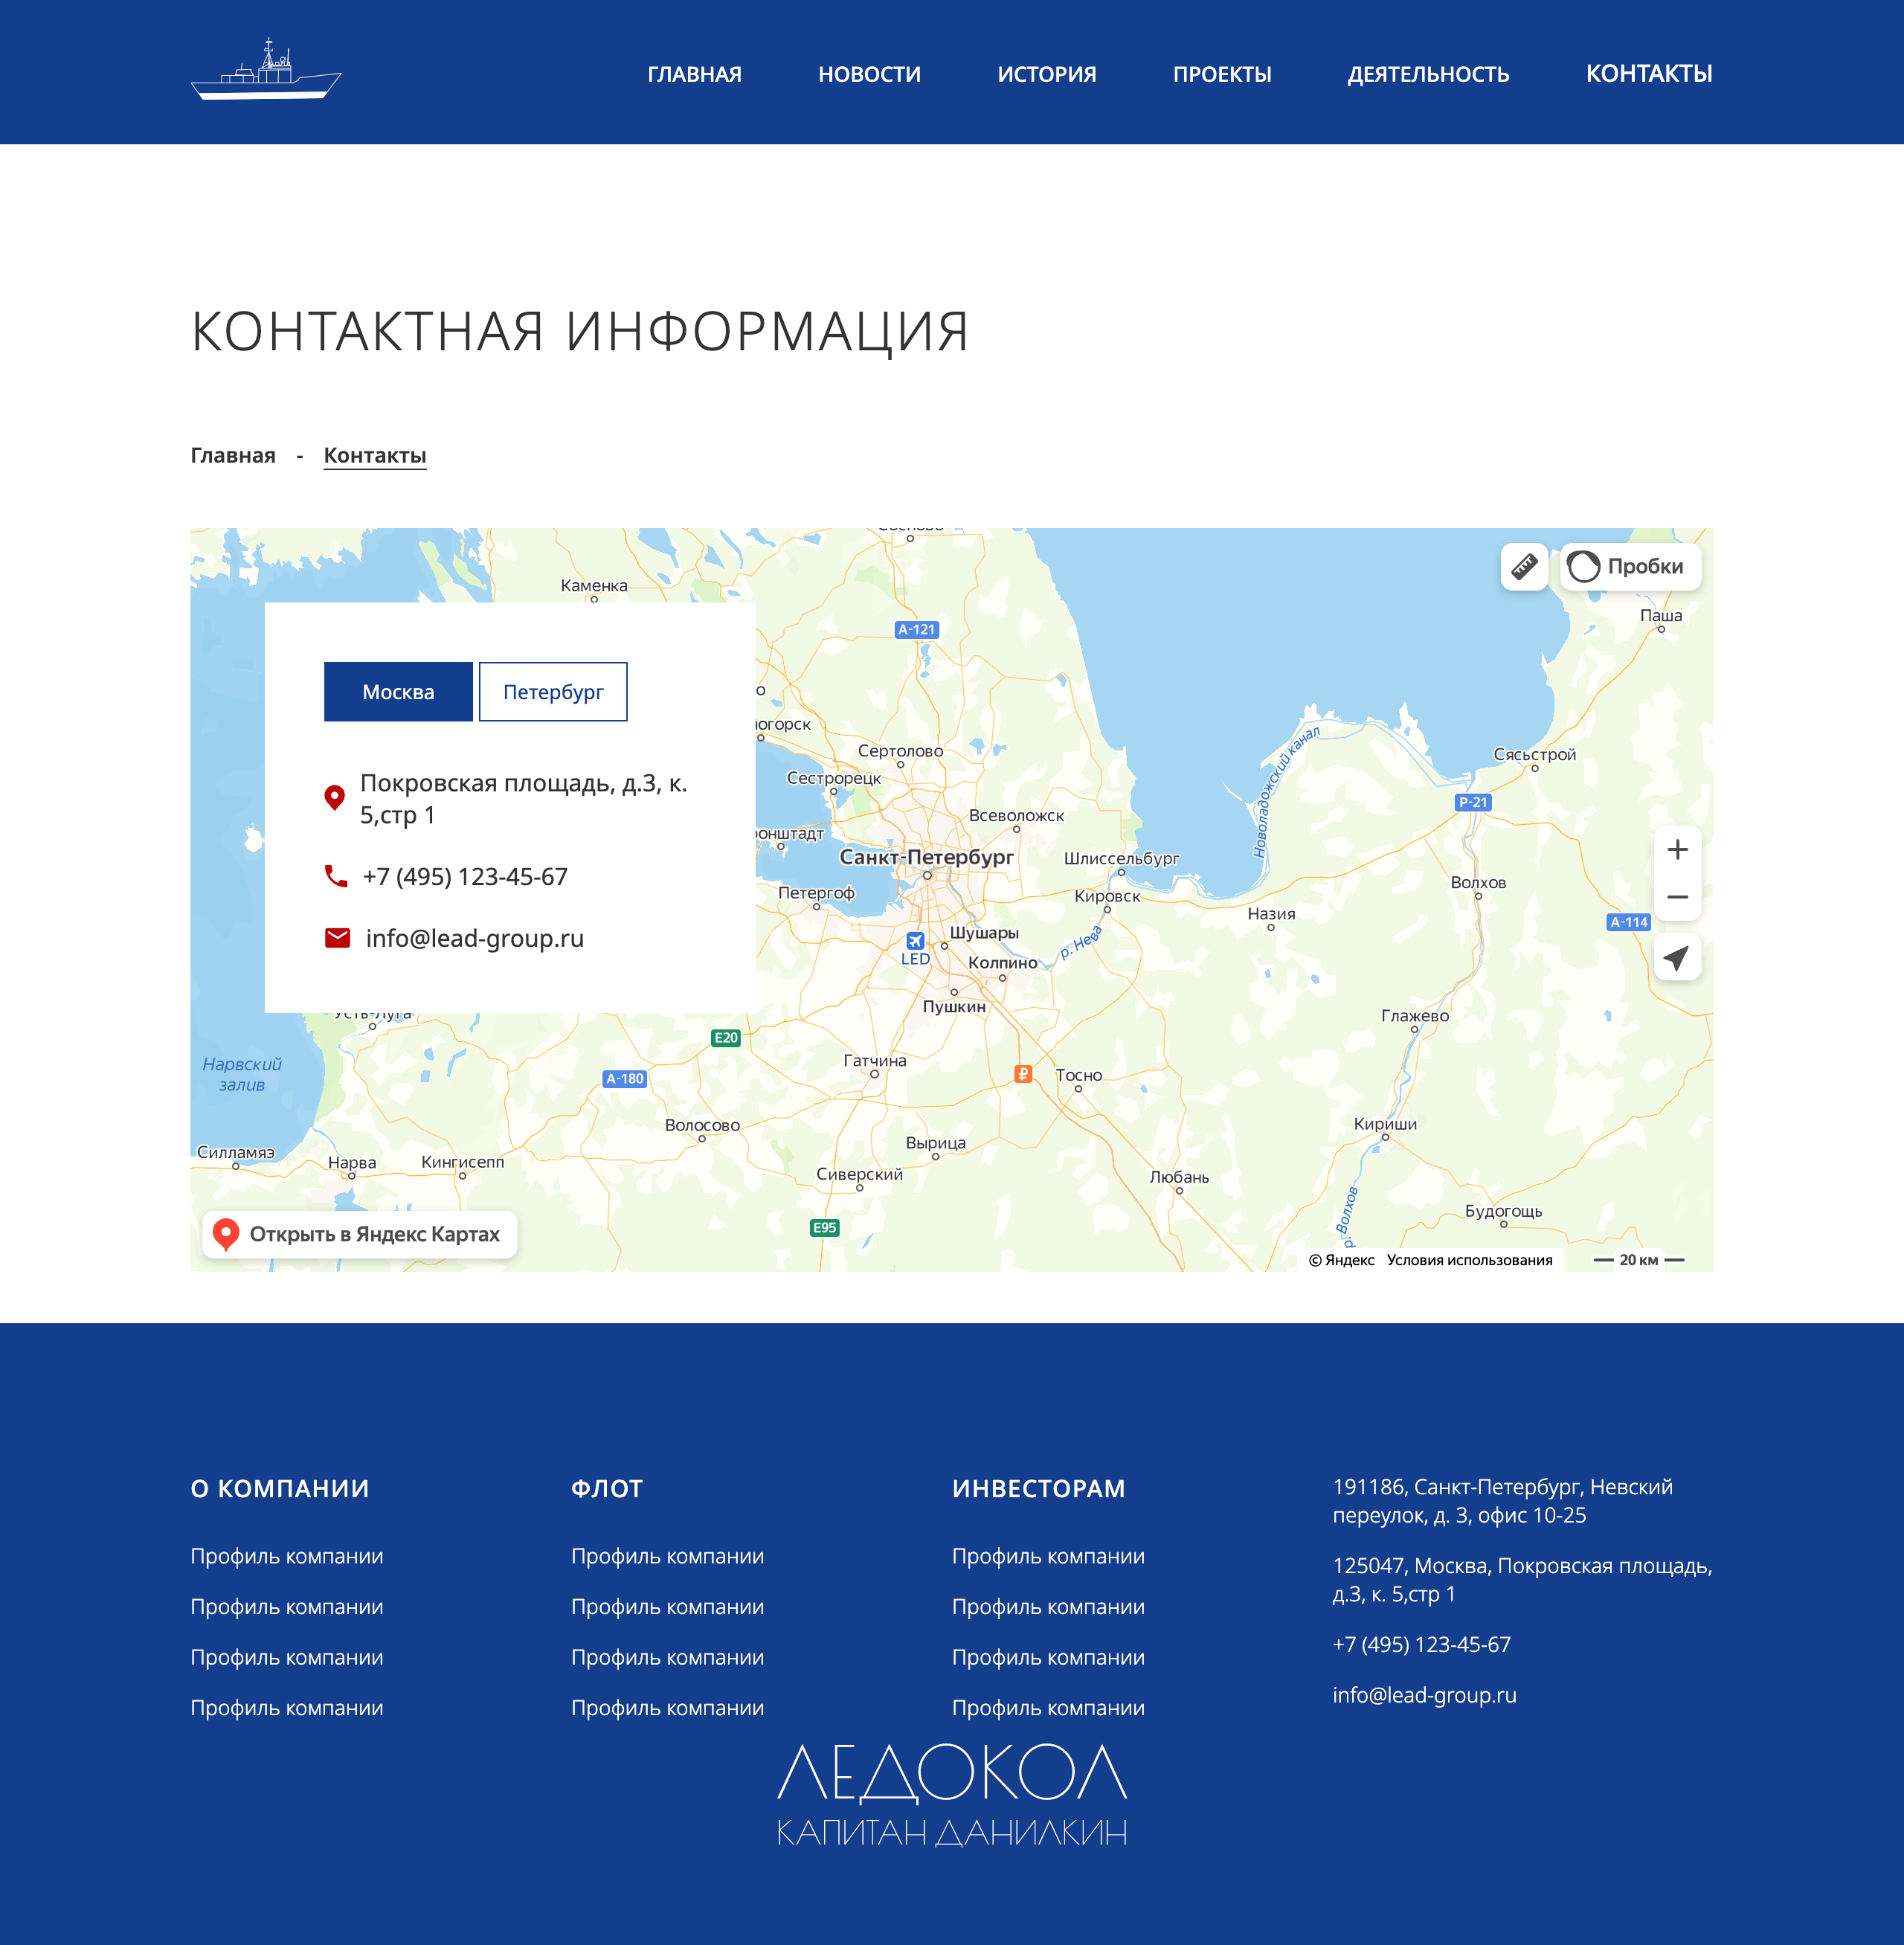 ГЛАВНАЯ НОВОСТИ ИСТОРИЯ ПРОЕКТЫ ДЕЯТЕЛЬНОСТЬ КОНТАКТЫ
КОНТАКТНАЯ ИНФОРМАЦИЯ
Главная - Контакты
Пробки
Каменка
Паша
А-121
Москва
Петербург
Сертолово
Сестрорецк
Новоладожский канал
Сясьстрой
Р-21
Покровская площадь, д.3, к.
5,стр 1
Всеволожск
Санкт-Петербург
Шлиссельбург
+7 (495) 123-45-67
Петергоф
Кировск
Волхов
Назия
А-114
info@lead-group.ru
Шушары
р. Нева
LED
Колпино
Пушкин
Усть-Луга
Глажево
E20
Нарвский
залив
Гатчина
А-180
Тосно
Волосово
Кириши
Вырица
Силламяэ
Нарва
Кингисепп
Сиверский
Любань
р. Волхов
Будогощь
E95
Открыть в Яндекс Картах
© Яндекс Условия использования
20 км
О КОМПАНИИ
Профиль компании
Профиль компании
Профиль компании
Профиль компании
ФЛОТ
Профиль компании
Профиль компании
Профиль компании
Профиль компании
ИНВЕСТОРАМ
Профиль компании
Профиль компании
Профиль компании
Профиль компании
191186, Санкт-Петербург, Невский
переулок, д. 3, офис 10-25
125047, Москва, Покровская площадь,
д.3, к. 5,стр 1
+7 (495) 123-45-67
info@lead-group.ru
ЛЕДОКОЛ
КАПИТАН ДАНИЛКИН